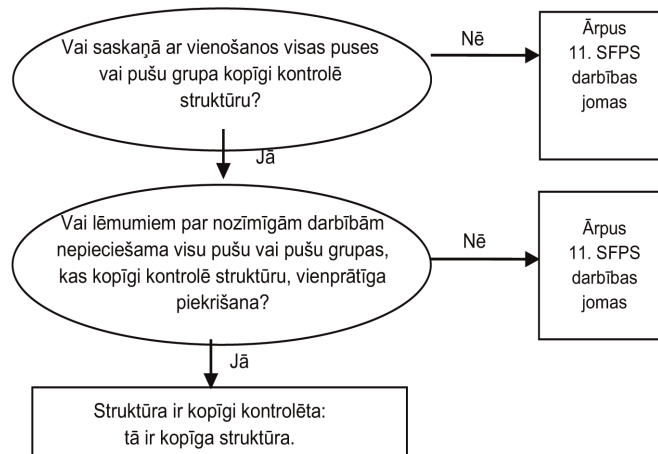 Vai saskaņā ar vienošanos visas puses
vai pušu grupa kopīgi kontrolē
struktūru?
Nē
Ārpus
11. SFPS
darbības
jomas
Jā
Vai lēmumiem par nozīmīgām darbībām
nepieciešama visu pušu vai pušu grupas,
kas kopīgi kontrolē struktūru, vienprātīga
piekrišana?
Nē
Ārpus
11. SFPS
darbības
jomas
Jā
Struktūra ir kopīgi kontrolēta:
tā ir kopīga struktūra.